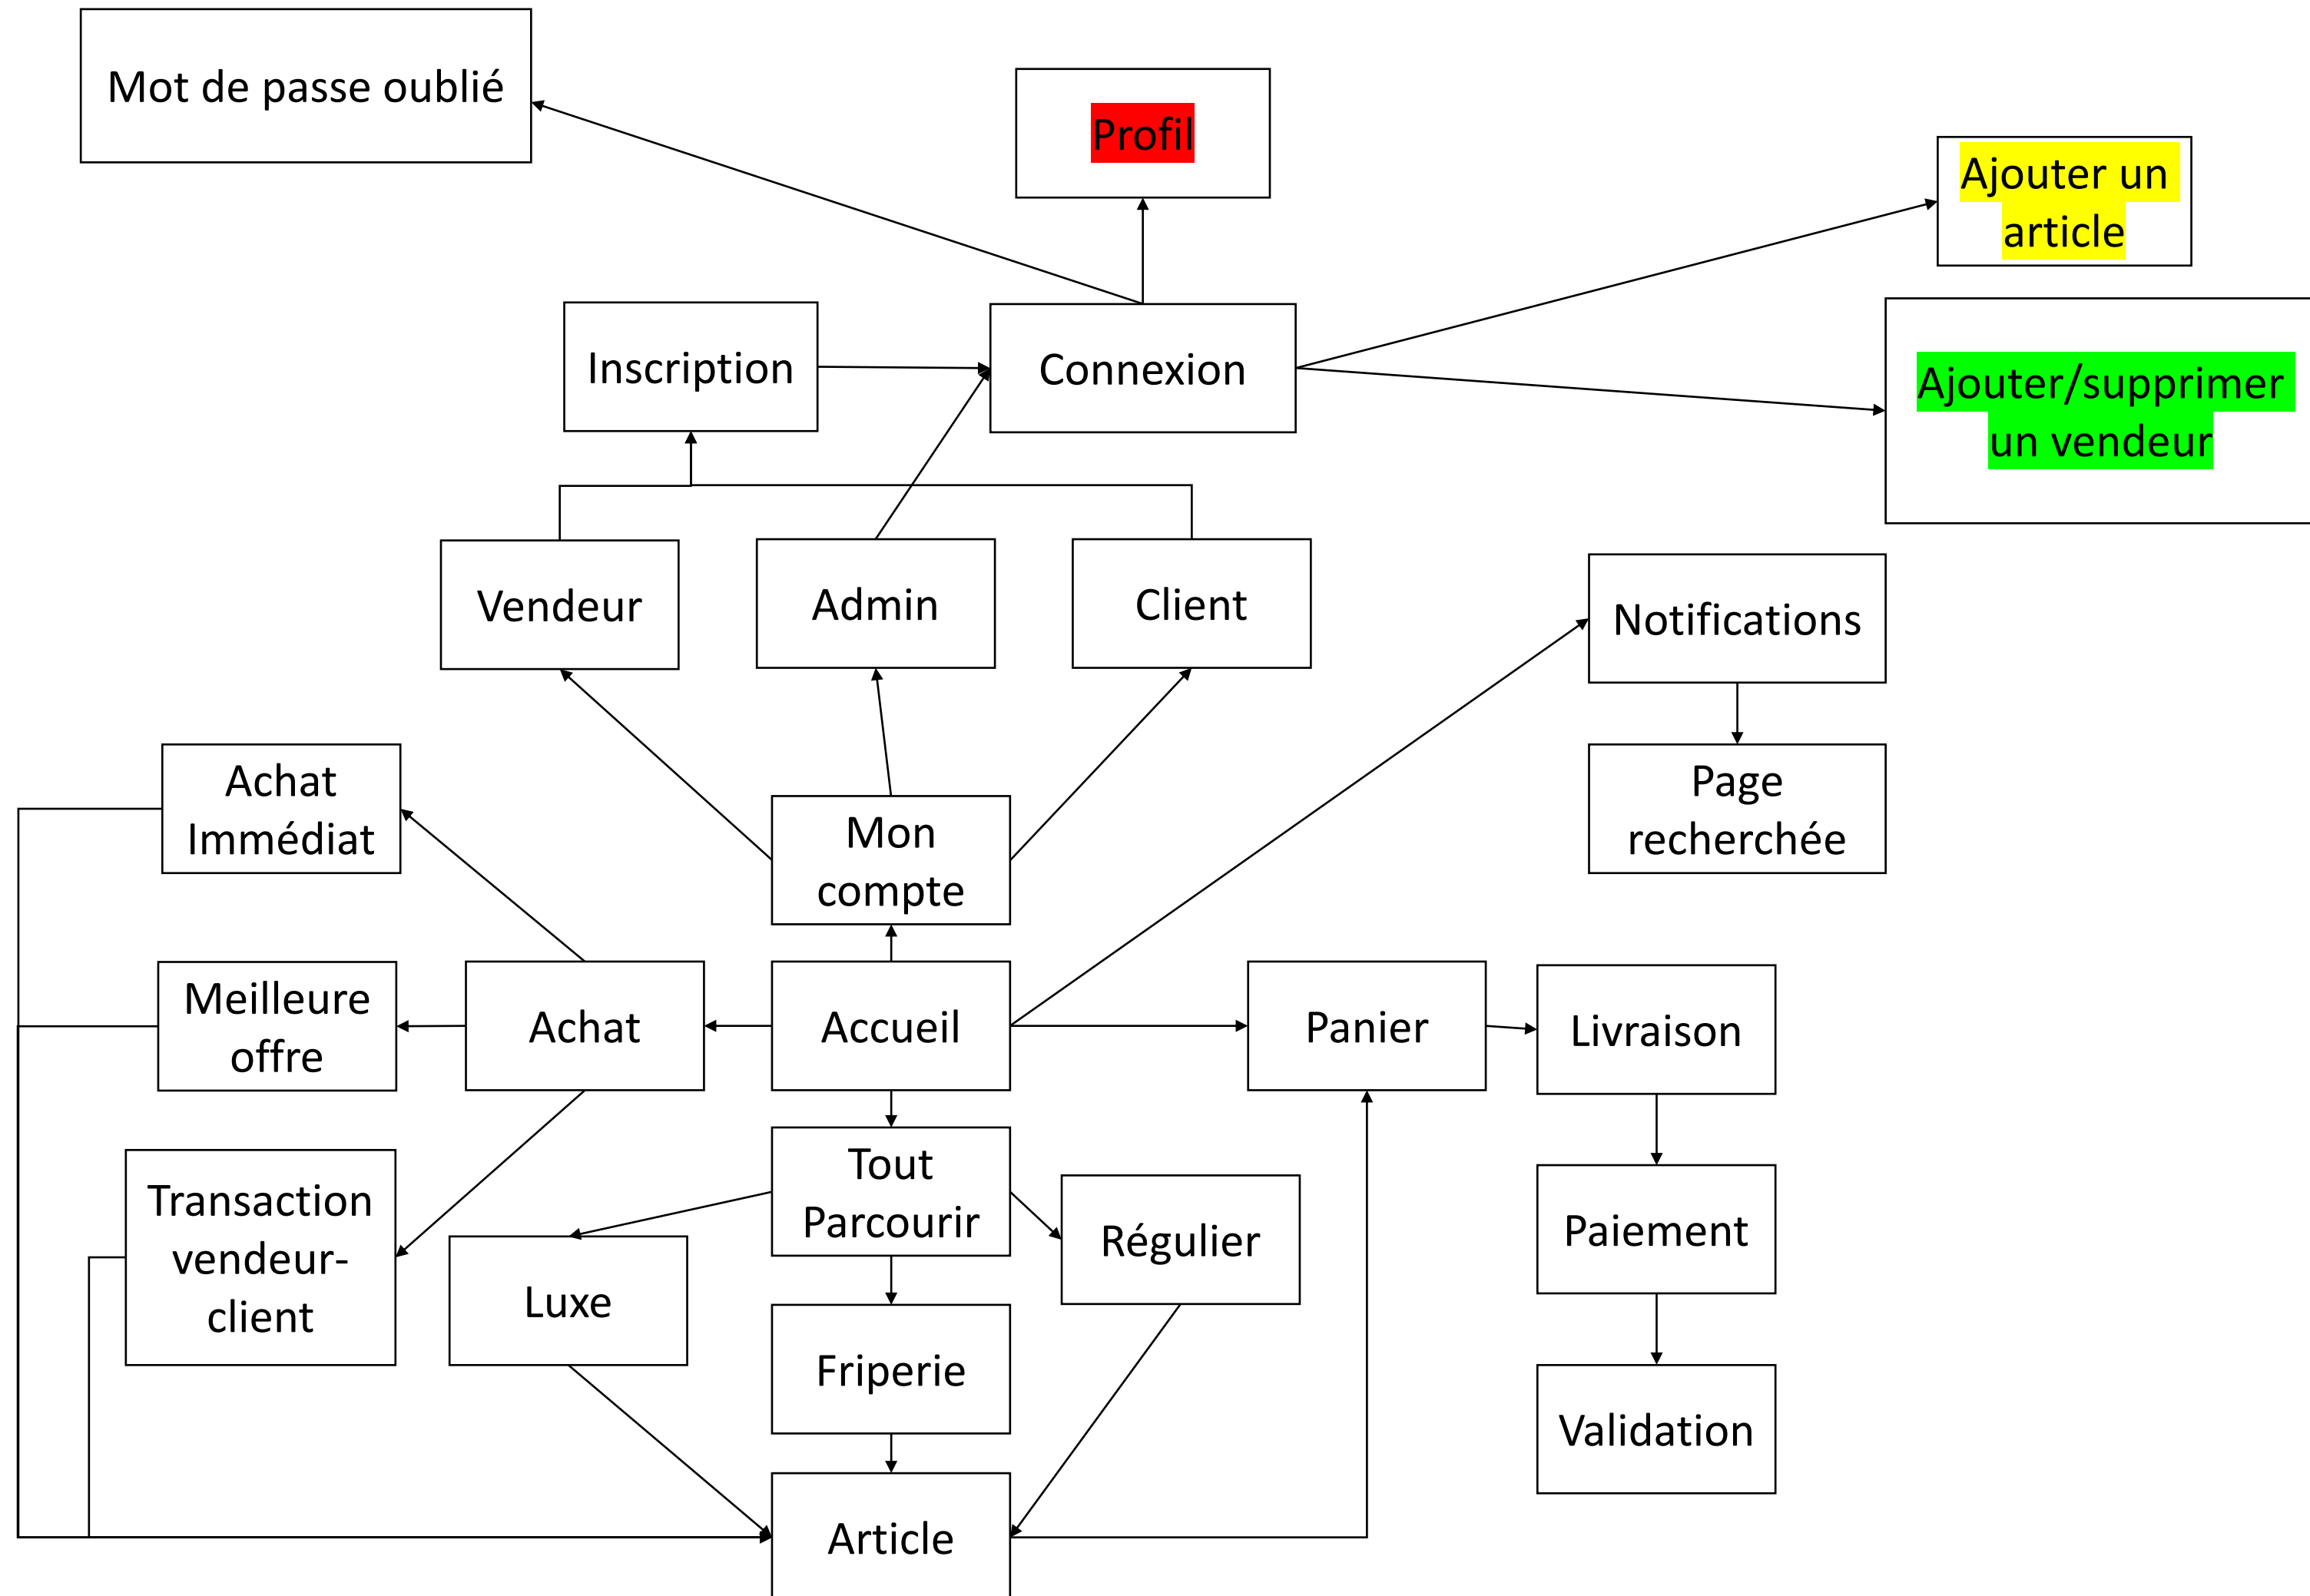 Mot de passe oublié
Profil
Ajouter un
article
Inscription
Connexion
Ajouter/supprimer
un vendeur
Vendeur
Admin
Client
Notifications
Achat
Immédiat
Mon
compte
Page
recherchée
Meilleure
offre
Achat
Accueil
Panier
Livraison
Transaction
vendeur-
client
Luxe
Tout
Parcourir
Régulier
Paiement
Friperie
Validation
Article